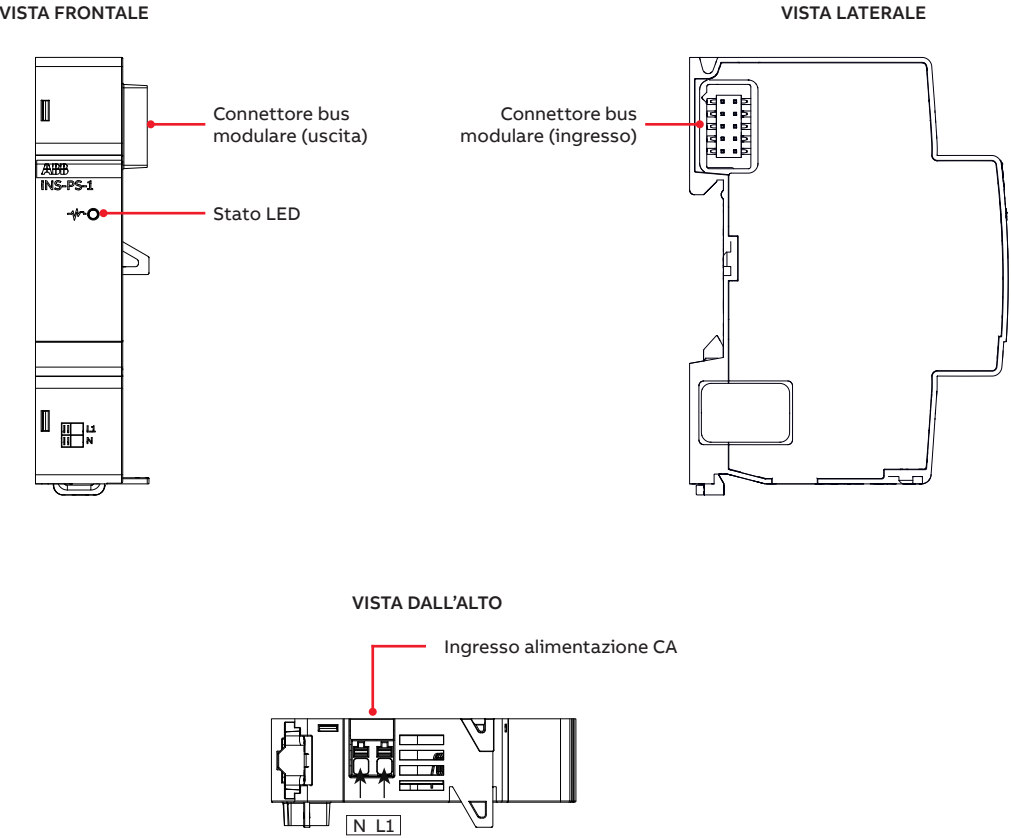 VISTA FRONTALE
VISTA LATERALE
Connettore bus
modulare (uscita)
Connettore bus
modulare (ingresso)
ABB
INS-PS-1
Stato LED
L1
N
VISTA DALL'ALTO
Ingresso alimentazione CA
N L1